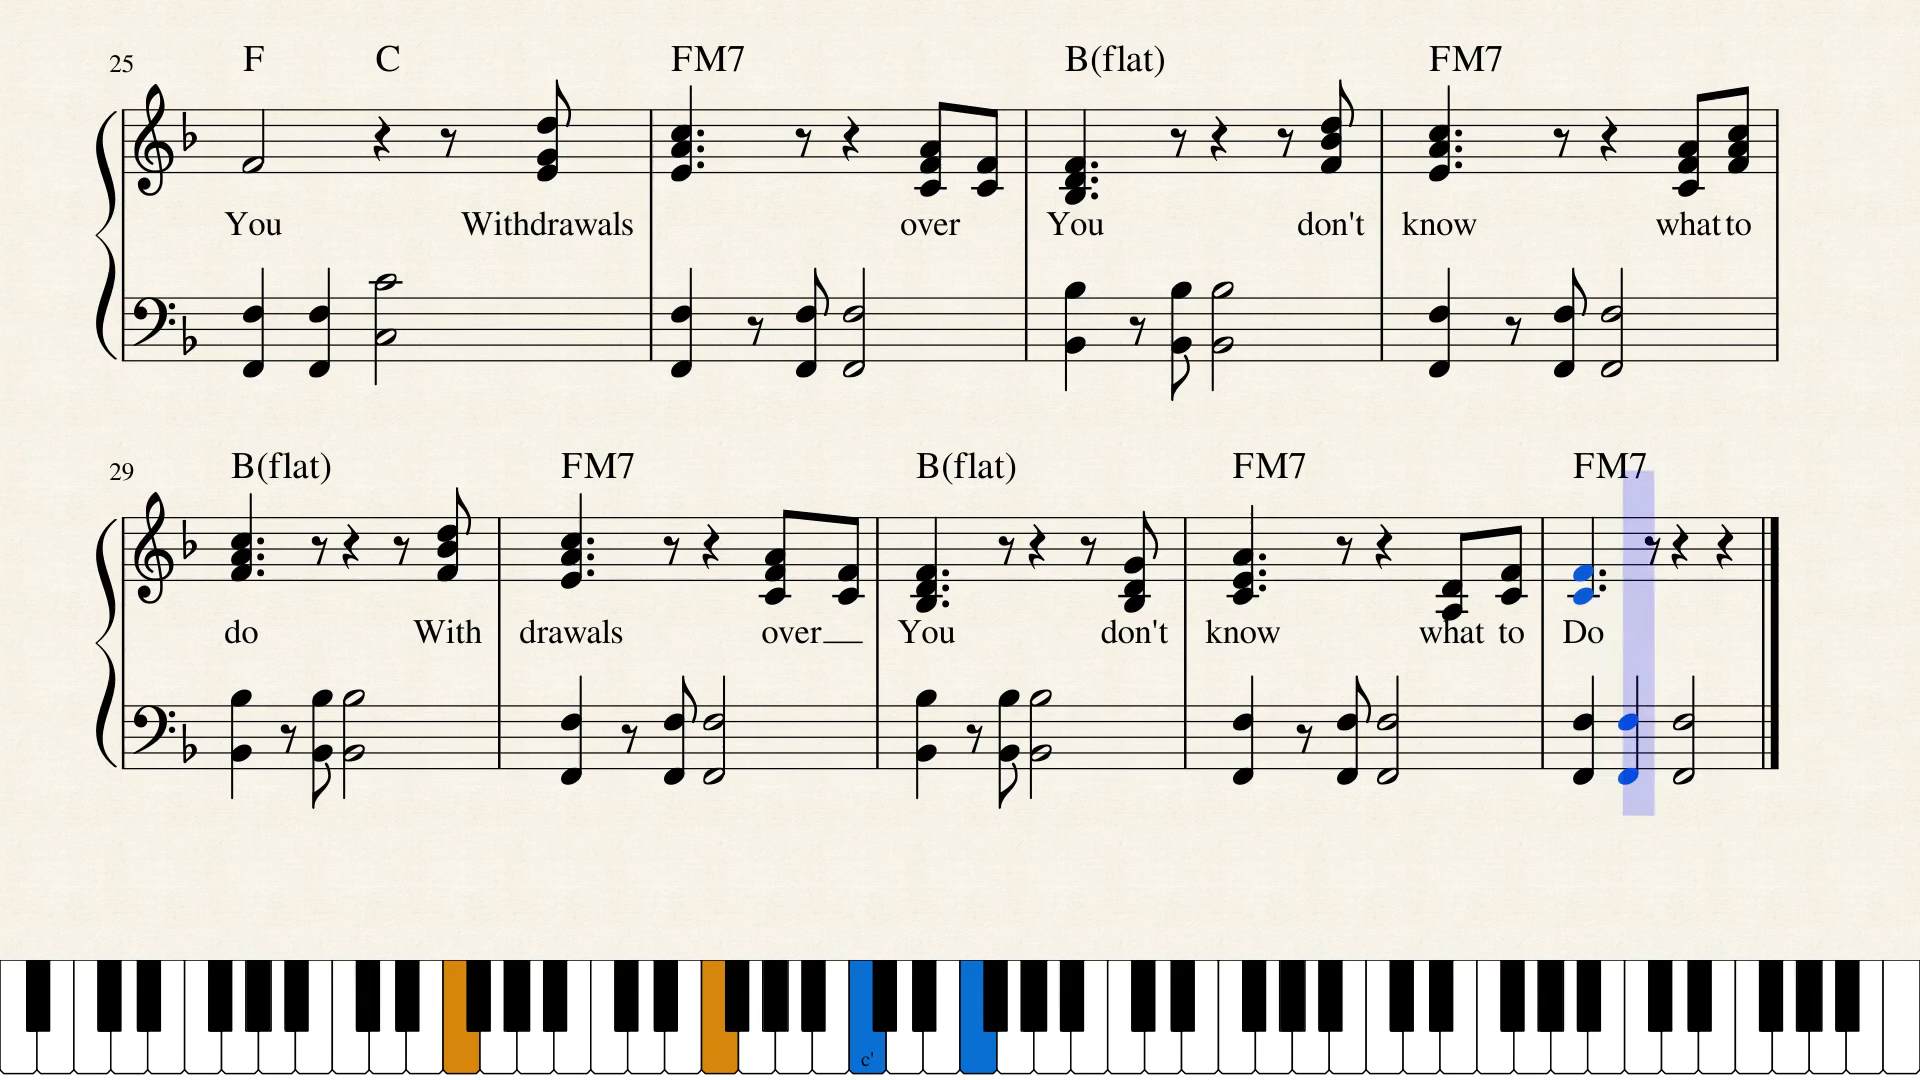 25 F C FM7 B(flat) FM7
You Withdrawals over You don't know what to
29 B(flat) FM7 B(flat) FM7 FM7
do With drawals over__ You don't know what to Do
c'